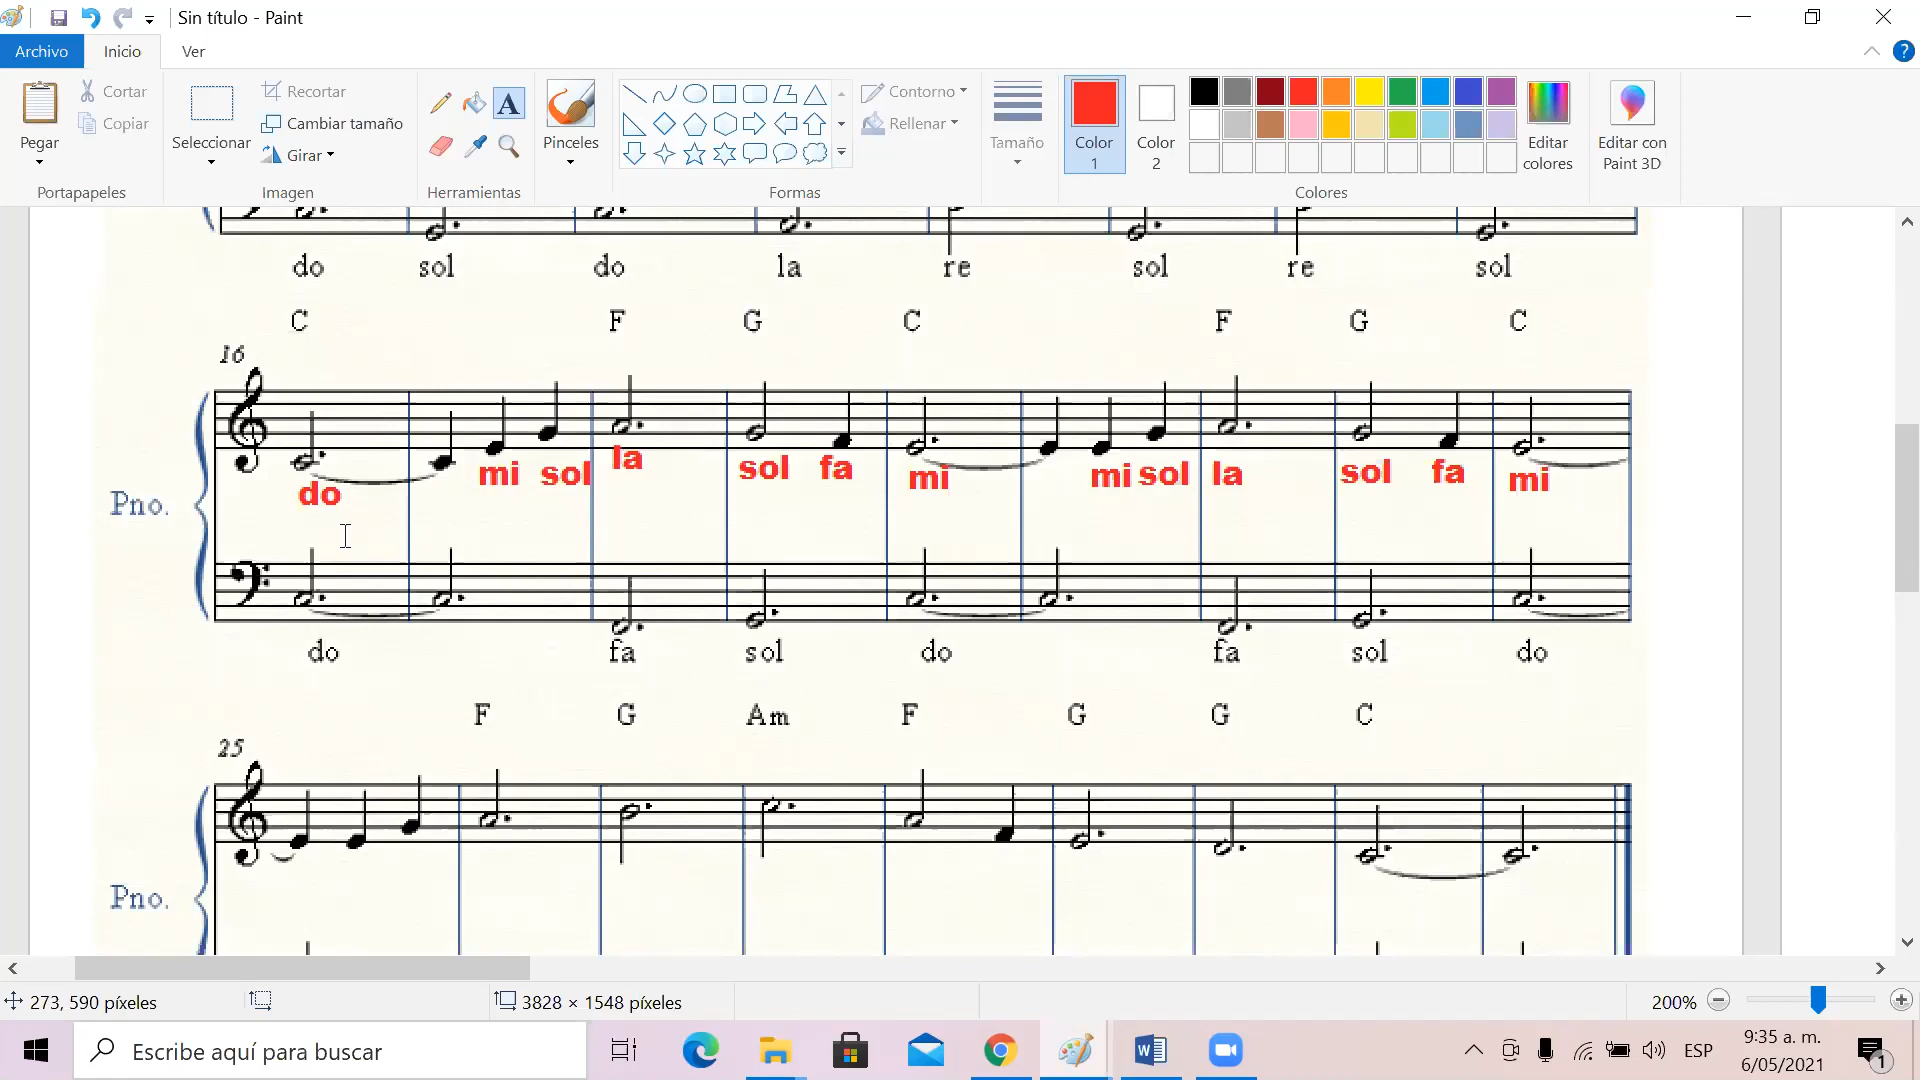 Sin título - Paint
Archivo Inicio Ver
Pegar
Cortar
Copiar
Portapapeles
Seleccionar
Recortar
Cambiar tamaño
Girar
Imagen
A
Herramientas
Pinceles
Contorno
Rellenar
Formas
Tamaño
Color 1
Color 2
Editar colores
Colores
Editar con Paint 3D
?
do sol do la re sol re sol
C F G C F G C
16
Pno.
do mi sol la sol fa mi mi sol la sol fa mi
do fa sol do fa sol do
F G Am F G G C
25
Pno.
273, 590 píxeles
3828 × 1548 píxeles
200%
Escribe aquí para buscar
ESP
9:35 a. m.
6/05/2021
1